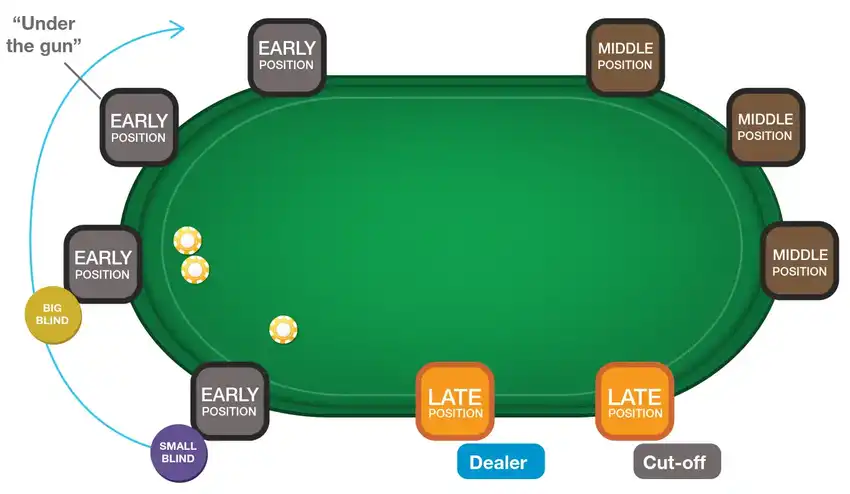 “Under
the gun”
EARLY
POSITION
MIDDLE
POSITION
EARLY
POSITION
MIDDLE
POSITION
EARLY
POSITION
MIDDLE
POSITION
BIG
BLIND
EARLY
POSITION
LATE
POSITION
LATE
POSITION
SMALL
BLIND
Dealer
Cut-off